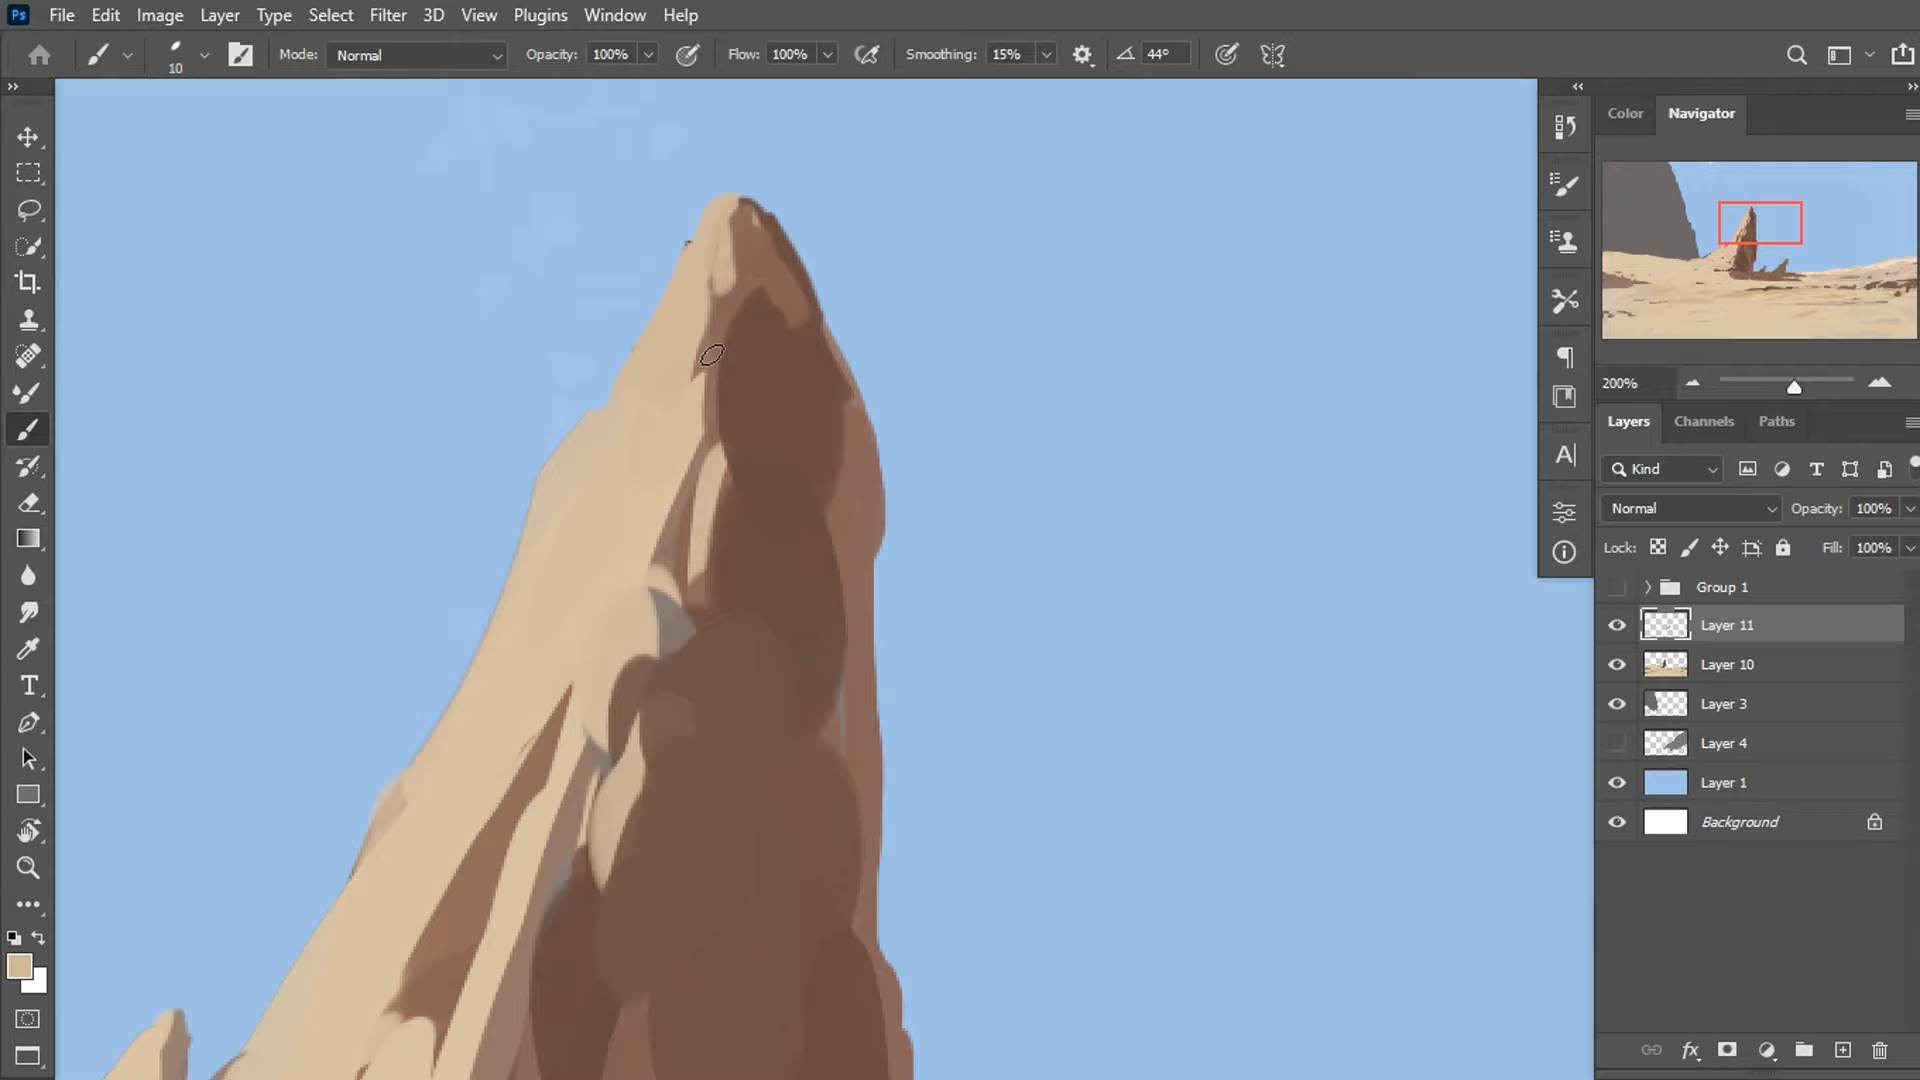 Ps File Edit Image Layer Type Select Filter 3D View Plugins Window Help
10 Mode: Normal Opacity: 100% Flow: 100% Smoothing: 15% 44°
Color Navigator
200%
Layers Channels Paths
Kind
Normal Opacity: 100%
Lock: Fill: 100%
Group 1
Layer 11
Layer 10
Layer 3
Layer 4
Layer 1
Background